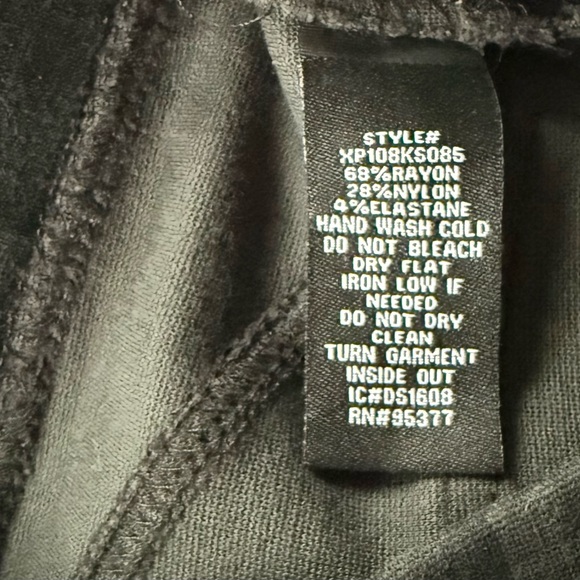 STYLE#
XP108KS085
68%RAYON
28%NYLON
4%ELASTANE
HAND WASH COLD
DO NOT BLEACH
DRY FLAT
IRON LOW IF
NEEDED
DO NOT DRY
CLEAN
TURN GARMENT
INSIDE OUT
IC#DS1608
RN#95377